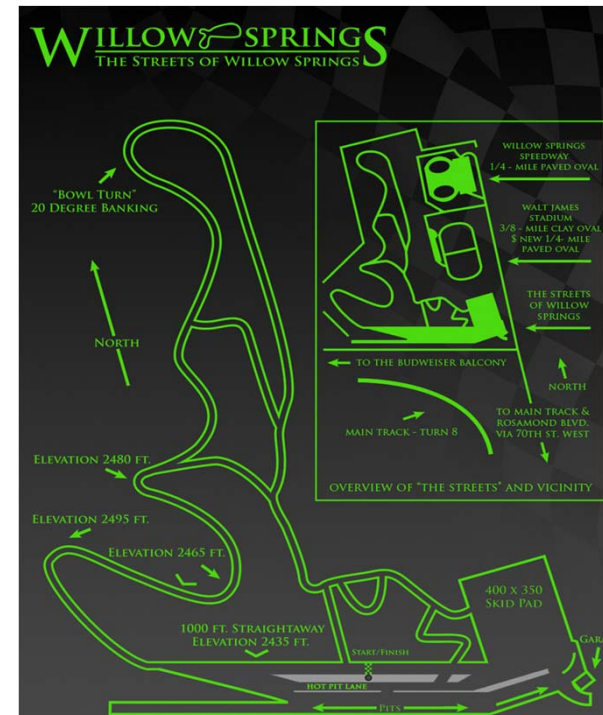 WILLOW SPRINGS
THE STREETS OF WILLOW SPRINGS
"BOWL TURN"
20 DEGREE BANKING
NORTH
ELEVATION 2480 FT.
ELEVATION 2495 FT.
ELEVATION 2465 FT.
1000 FT. STRAIGHTAWAY
ELEVATION 2435 FT.
START/FINISH
HOT PIT LANE
PITS
400 X 350
SKID PAD
GARA
WILLOW SPRINGS
SPEEDWAY
1/4 - MILE PAVED OVAL
WALT JAMES
STADIUM
3/8 - MILE CLAY OVAL
$ NEW 1/4- MILE
PAVED OVAL
THE STREETS
OF WILLOW
SPRINGS
TO THE BUDWEISER BALCONY
NORTH
MAIN TRACK - TURN 8
TO MAIN TRACK &
ROSAMOND BLVD.
VIA 70TH ST. WEST
OVERVIEW OF "THE STREETS" AND VICINITY